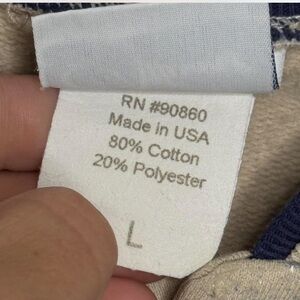 RN #90860
Made in USA
80% Cotton
20% Polyester
L